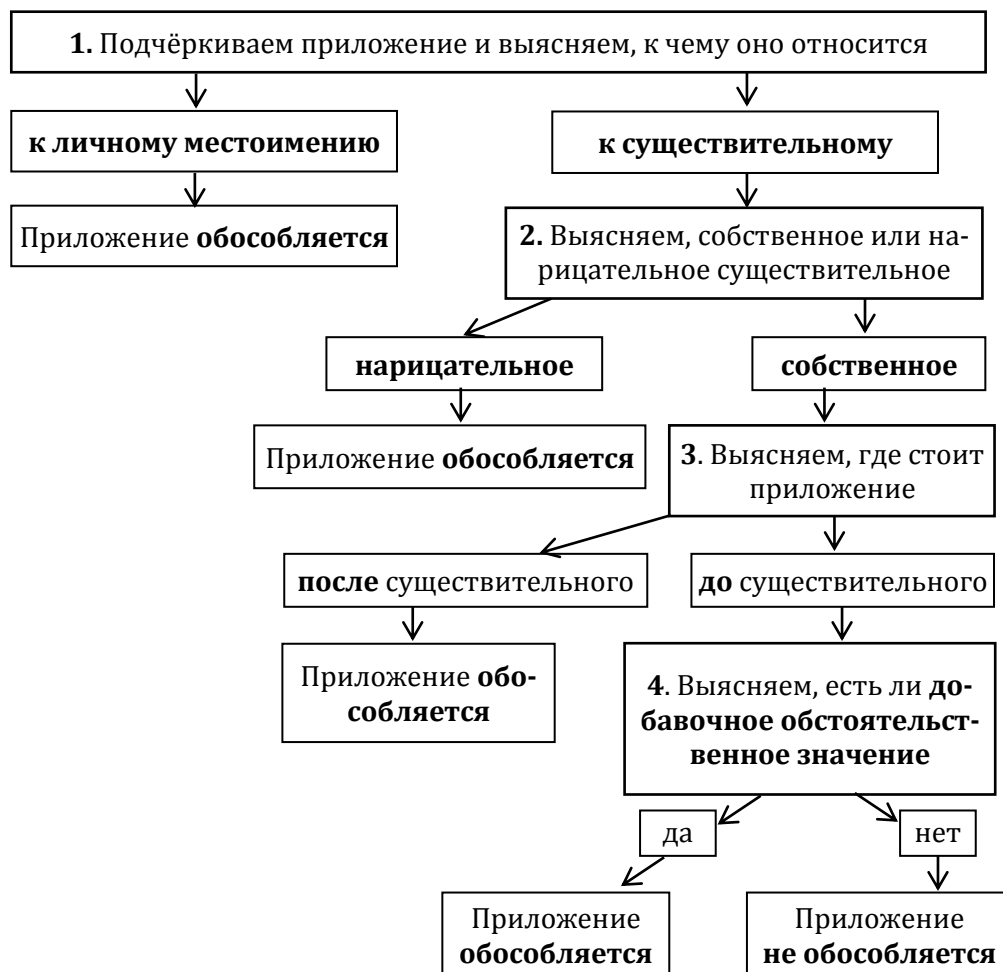 1. Подчёркиваем приложение и выясняем, к чему оно относится
к личному местоимению
к существительному
Приложение обособляется
2. Выясняем, собственное или на-
рицательное существительное
нарицательное
собственное
Приложение обособляется
3. Выясняем, где стоит
приложение
после существительного
до существительного
Приложение обо-
собляется
4. Выясняем, есть ли до-
бавочное обстоятельст-
венное значение
да
нет
Приложение
обособляется
Приложение
не обособляется